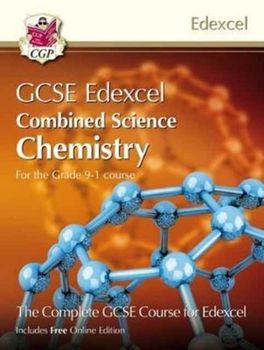 Edexcel
CGP
GCSE Edexcel
Combined Science
Chemistry
For the Grade 9-1 course
The Complete GCSE Course for Edexcel
Includes Free Online Edition